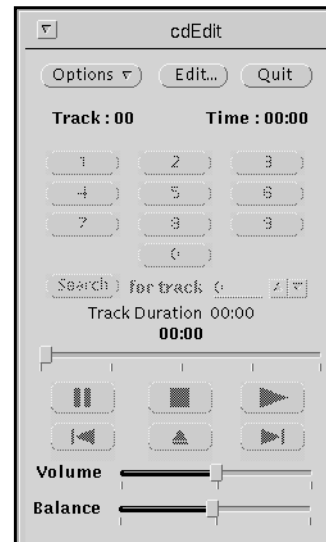 cdEdit
Options Edit... Quit
Track : 00 Time : 00:00
1 2 3
4 5 6
7 8 9
0
Search for track 0
Track Duration 00:00
00:00
Volume
Balance